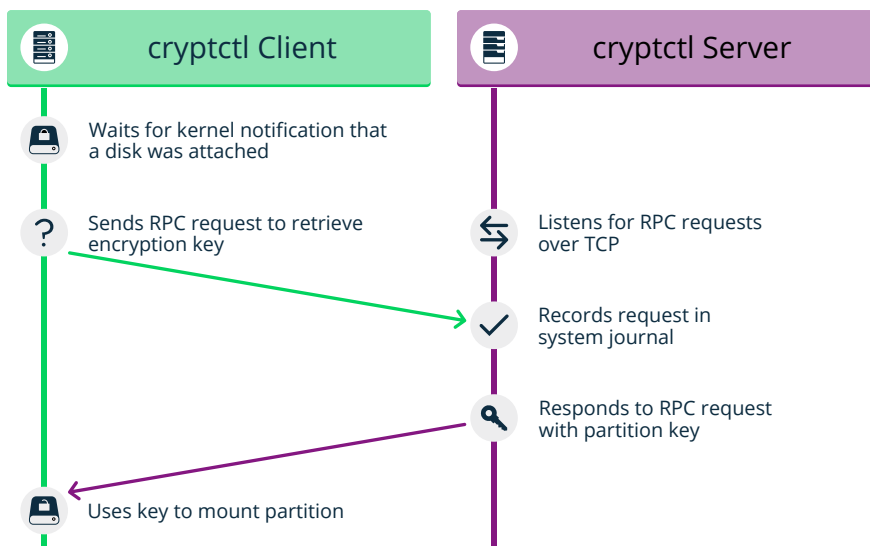 cryptctl Client
cryptctl Server
Waits for kernel notification that
a disk was attached
Sends RPC request to retrieve
encryption key
Listens for RPC requests
over TCP
Records request in
system journal
Responds to RPC request
with partition key
Uses key to mount partition